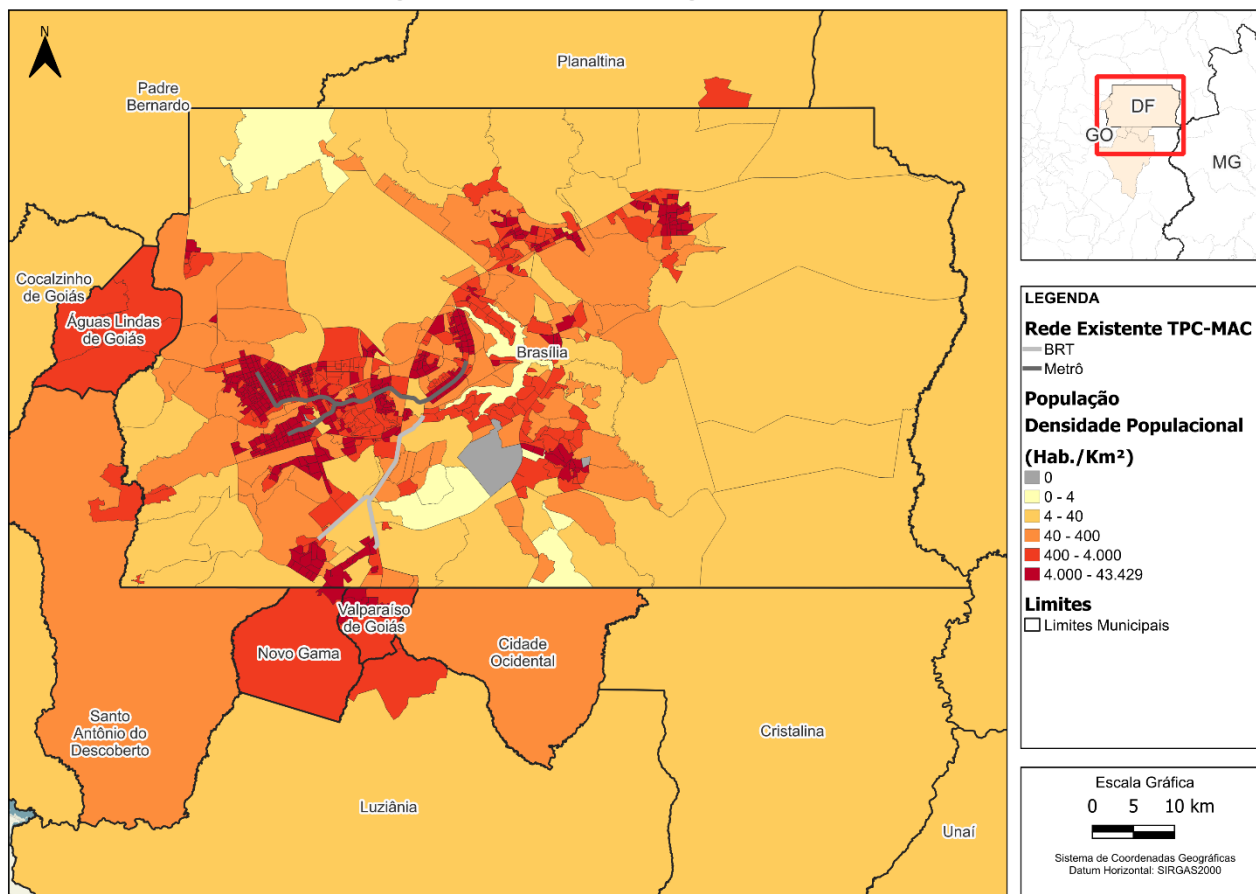 N
Planaltina
Padre
Bernardo
Cocalzinho
de Goiás
Águas Lindas
de Goiás
Brasília
Valparaíso
de Goiás
Novo Gama
Cidade
Ocidental
Santo
Antônio do
Descoberto
Cristalina
Luziânia
Unaí
DF
GO
MG
LEGENDA
Rede Existente TPC-MAC
BRT
Metrô
População
Densidade Populacional
(Hab./Km²)
0
0 - 4
4 - 40
40 - 400
400 - 4.000
4.000 - 43.429
Limites
Limites Municipais
Escala Gráfica
0 5 10 km
Sistema de Coordenadas Geográficas
Datum Horizontal: SIRGAS2000